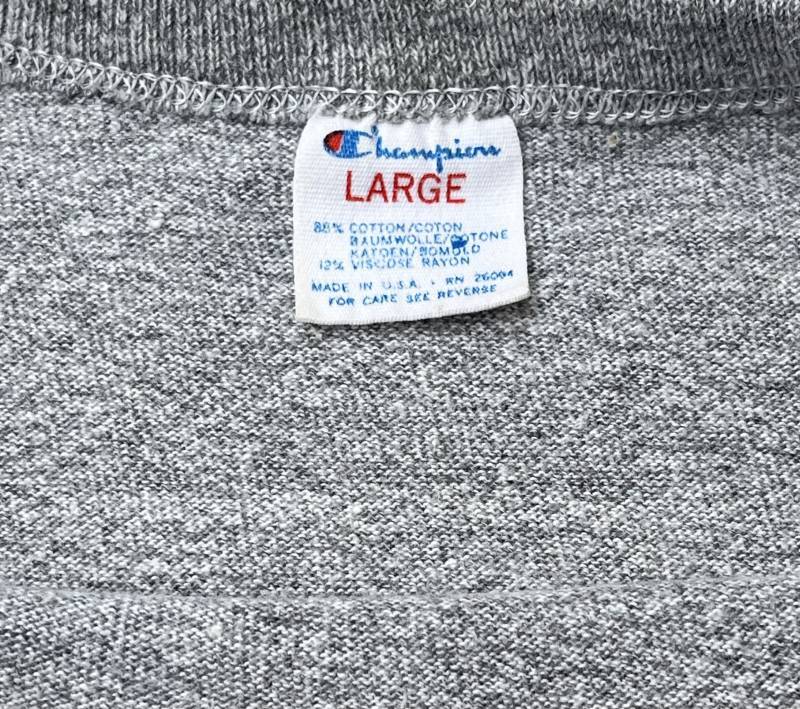 Champion
LARGE
88% COTTON/COTON
BAUMWOLLE/COTONE
KATOEN/BOMOLD
12% VISCOSE RAYON
MADE IN U.S.A. · RN 26094
FOR CARE SEE REVERSE